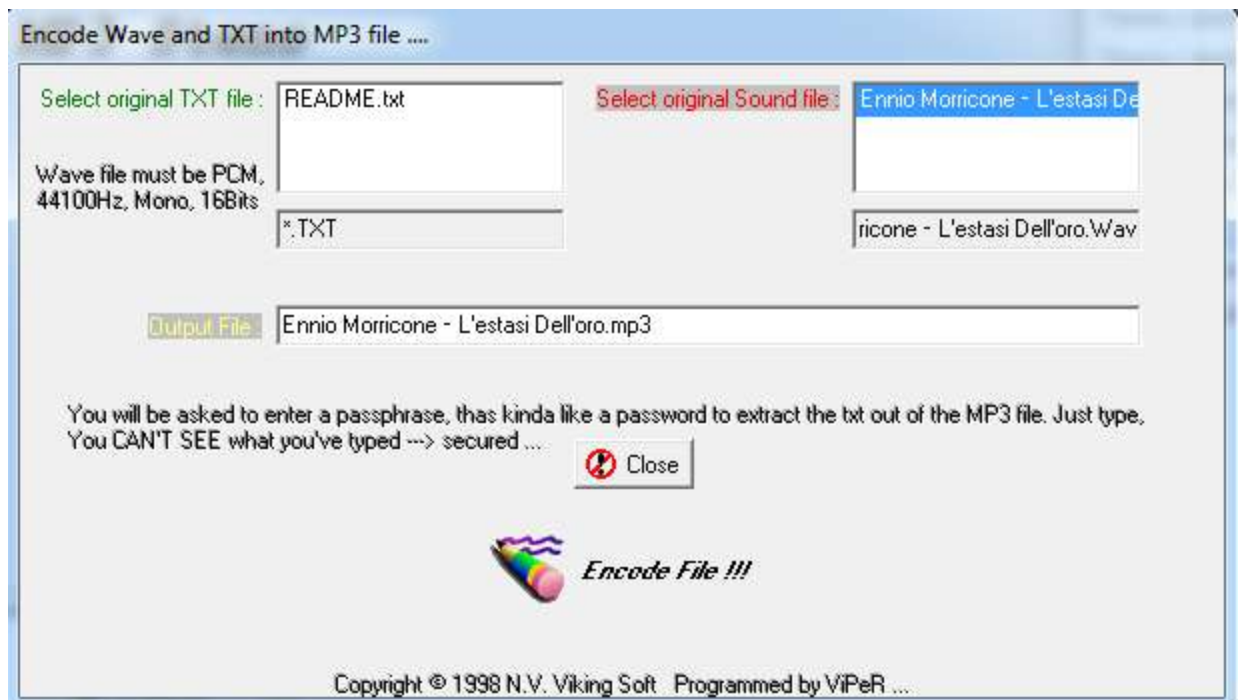 Encode Wave and TXT into MP3 file ....
Select original TXT file :
README.txt
Select original Sound file :
Ennio Morricone - L'estasi De
Wave file must be PCM,
44100Hz, Mono, 16Bits
*.TXT
ricone - L'estasi Dell'oro.Wav
Output File :
Ennio Morricone - L'estasi Dell'oro.mp3
You will be asked to enter a passphrase, thas kinda like a password to extract the txt out of the MP3 file. Just type,
You CAN'T SEE what you've typed ---> secured ...
Close
Encode File !!!
Copyright © 1998 N.V. Viking Soft Programmed by ViPeR ...